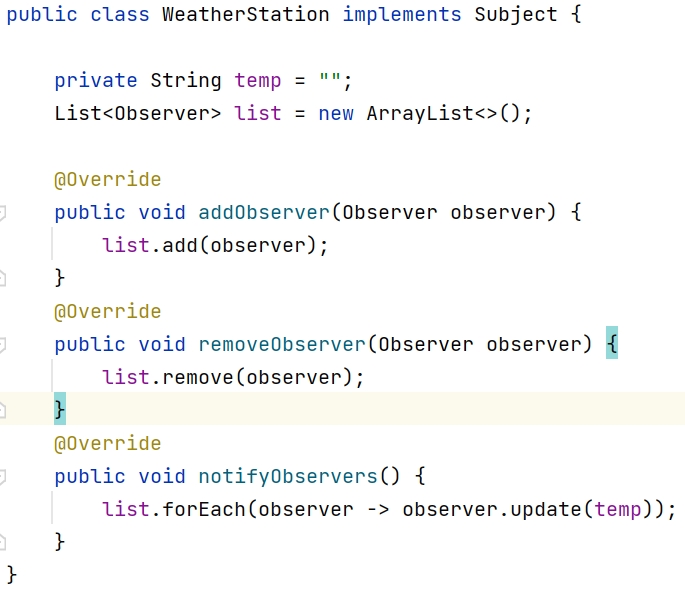 public class WeatherStation implements Subject {
private String temp = "";
List<Observer> list = new ArrayList<>();
@Override
public void addObserver(Observer observer) {
list.add(observer);
}
@Override
public void removeObserver(Observer observer) {
list.remove(observer);
}
@Override
public void notifyObservers() {
list.forEach(observer -> observer.update(temp));
}
}